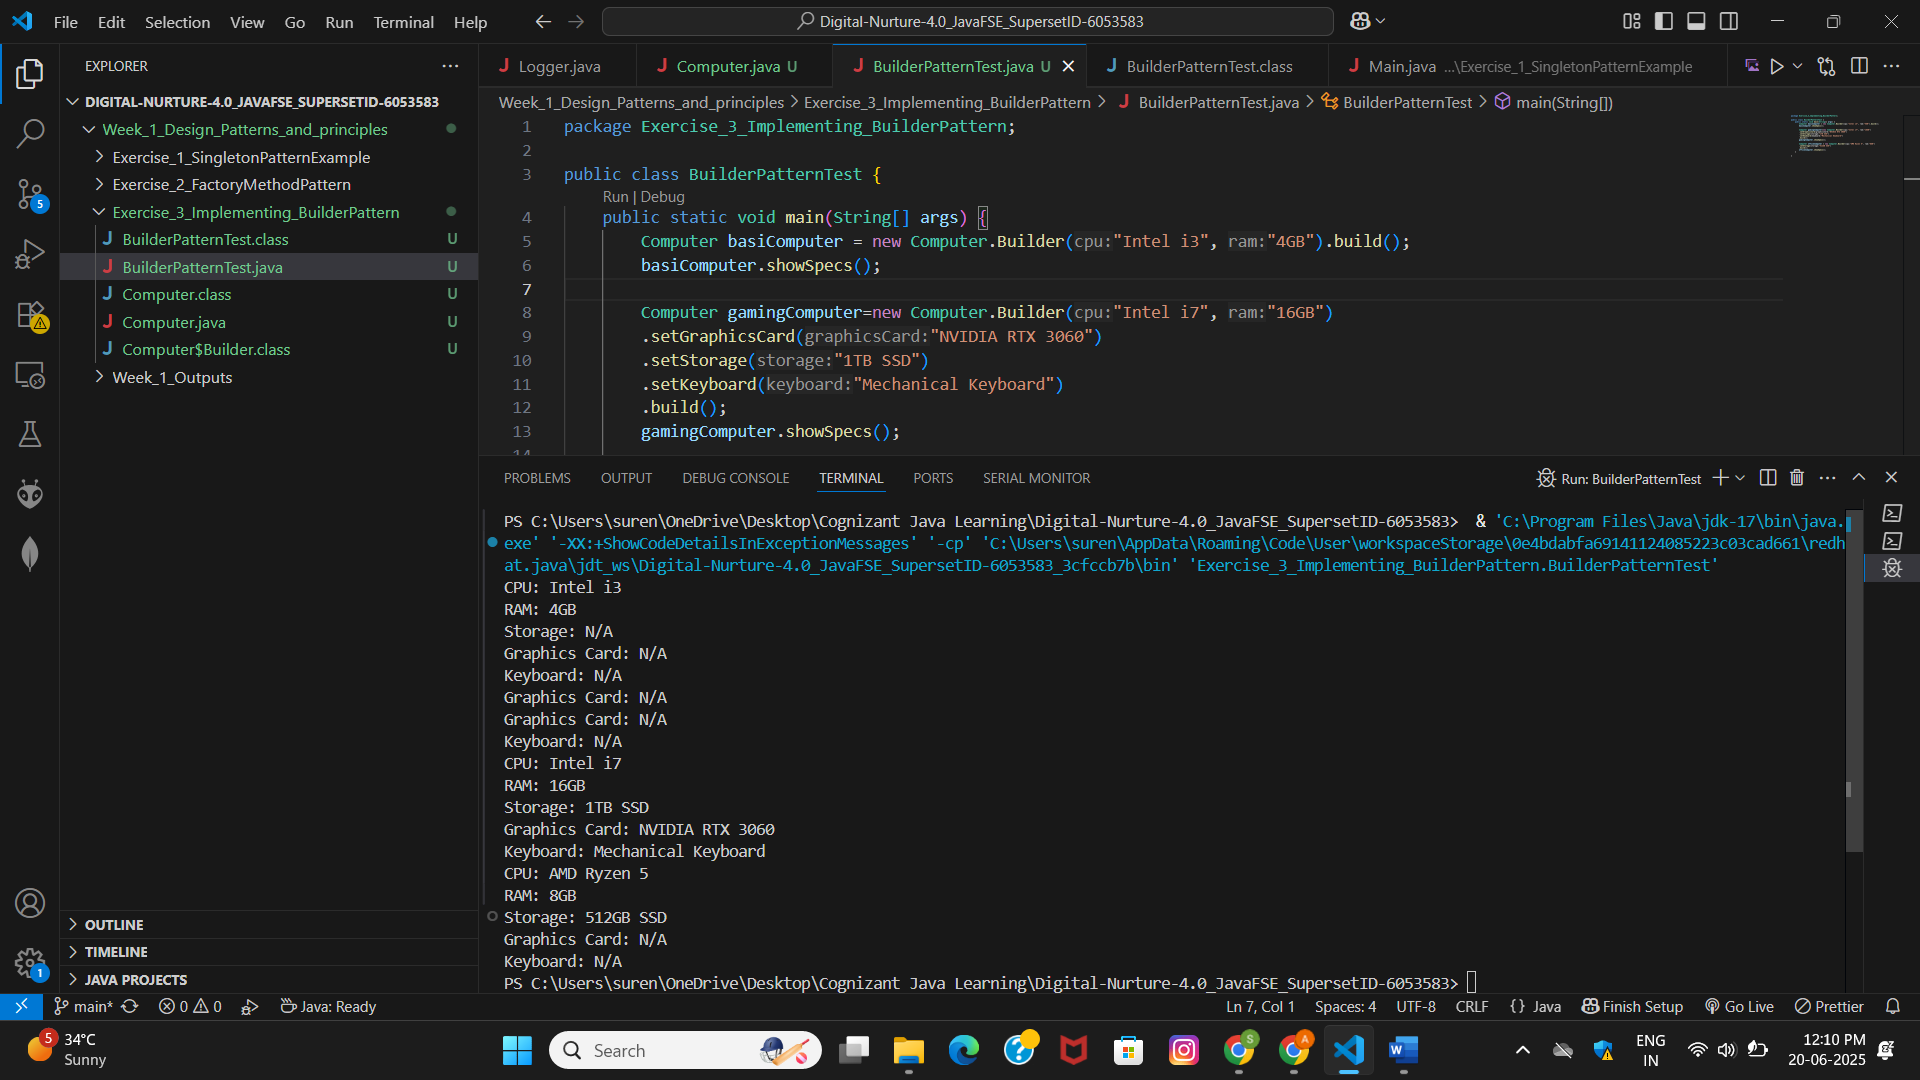 File Edit Selection View Go Run Terminal Help
Digital-Nurture-4.0_JavaFSE_SupersetID-6053583
EXPLORER
DIGITAL-NURTURE-4.0_JAVAFSE_SUPERSETID-6053583
Week_1_Design_Patterns_and_principles
Exercise_1_SingletonPatternExample
Exercise_2_FactoryMethodPattern
Exercise_3_Implementing_BuilderPattern
BuilderPatternTest.class U
BuilderPatternTest.java U
Computer.class U
Computer.java U
Computer$Builder.class U
Week_1_Outputs
5
OUTLINE
TIMELINE
JAVA PROJECTS
1
Logger.java
Computer.java U
BuilderPatternTest.java U
BuilderPatternTest.class
Main.java ...\Exercise_1_SingletonPatternExample
Week_1_Design_Patterns_and_principles > Exercise_3_Implementing_BuilderPattern > BuilderPatternTest.java > BuilderPatternTest > main(String[])
1 package Exercise_3_Implementing_BuilderPattern;
2
3 public class BuilderPatternTest {
Run | Debug
4 public static void main(String[] args) {
5 Computer basiComputer = new Computer.Builder(cpu:"Intel i3", ram:"4GB").build();
6 basiComputer.showSpecs();
7
8 Computer gamingComputer=new Computer.Builder(cpu:"Intel i7", ram:"16GB")
9 .setGraphicsCard(graphicsCard:"NVIDIA RTX 3060")
10 .setStorage(storage:"1TB SSD")
11 .setKeyboard(keyboard:"Mechanical Keyboard")
12 .build();
13 gamingComputer.showSpecs();
14
PROBLEMS OUTPUT DEBUG CONSOLE TERMINAL PORTS SERIAL MONITOR
Run: BuilderPatternTest
PS C:\Users\suren\OneDrive\Desktop\Cognizant Java Learning\Digital-Nurture-4.0_JavaFSE_SupersetID-6053583> & 'C:\Program Files\Java\jdk-17\bin\java.
exe' '-XX:+ShowCodeDetailsInExceptionMessages' '-cp' 'C:\Users\suren\AppData\Roaming\Code\User\workspaceStorage\0e4bdabfa69141124085223c03cad661\redh
at.java\jdt_ws\Digital-Nurture-4.0_JavaFSE_SupersetID-6053583_3cfccb7b\bin' 'Exercise_3_Implementing_BuilderPattern.BuilderPatternTest'
CPU: Intel i3
RAM: 4GB
Storage: N/A
Graphics Card: N/A
Keyboard: N/A
Graphics Card: N/A
Graphics Card: N/A
Keyboard: N/A
CPU: Intel i7
RAM: 16GB
Storage: 1TB SSD
Graphics Card: NVIDIA RTX 3060
Keyboard: Mechanical Keyboard
CPU: AMD Ryzen 5
RAM: 8GB
Storage: 512GB SSD
Graphics Card: N/A
Keyboard: N/A
PS C:\Users\suren\OneDrive\Desktop\Cognizant Java Learning\Digital-Nurture-4.0_JavaFSE_SupersetID-6053583>
main* 0 0 Java: Ready
Ln 7, Col 1 Spaces: 4 UTF-8 CRLF {} Java Finish Setup Go Live Prettier
5
34°C
Sunny
Search
S
A
W
ENG
IN
12:10 PM
20-06-2025